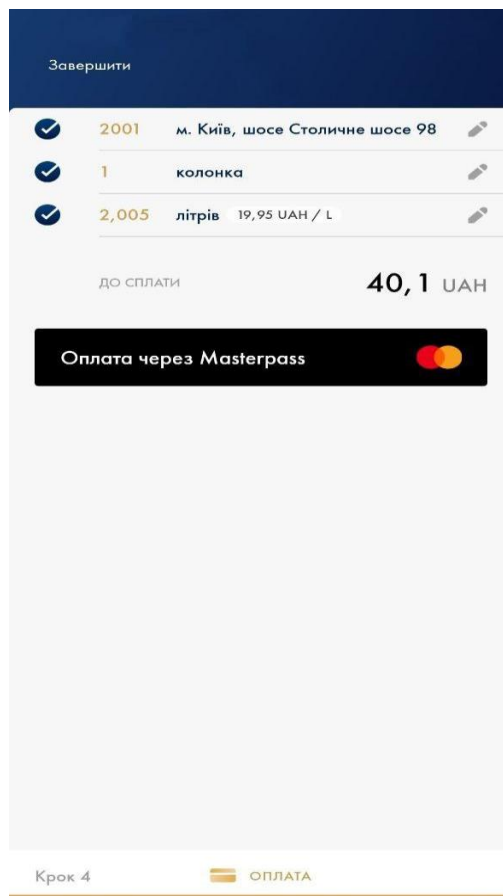 Завершити
2001 м. Київ, шосе Столичне шосе 98
1 колонка
2,005 літрів 19,95 UAH / L
ДО СПЛАТИ 40,1 UAH
Оплата через Masterpass
Крок 4 ОПЛАТА